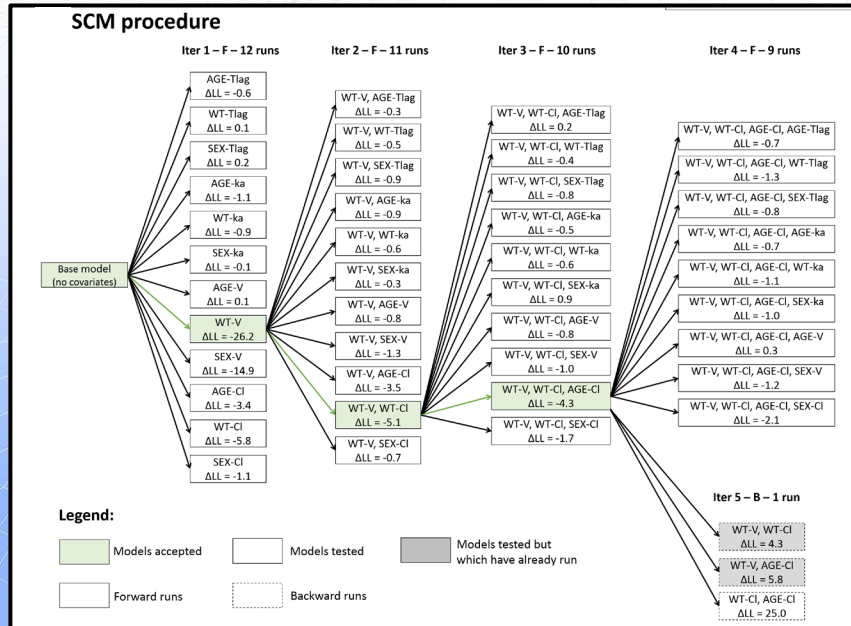 SCM procedure
Iter 1 – F – 12 runs
AGE-Tlag
ΔLL = -0.6
WT-Tlag
ΔLL = 0.1
SEX-Tlag
ΔLL = 0.2
AGE-ka
ΔLL = -1.1
WT-ka
ΔLL = -0.9
SEX-ka
ΔLL = -0.1
AGE-V
ΔLL = 0.1
WT-V
ΔLL = -26.2
SEX-V
ΔLL = -14.9
AGE-Cl
ΔLL = -3.4
WT-Cl
ΔLL = -5.8
SEX-Cl
ΔLL = -1.1
Base model
(no covariates)
Iter 2 – F – 11 runs
WT-V, AGE-Tlag
ΔLL = -0.3
WT-V, WT-Tlag
ΔLL = -0.5
WT-V, SEX-Tlag
ΔLL = -0.9
WT-V, AGE-ka
ΔLL = -0.9
WT-V, WT-ka
ΔLL = -0.6
WT-V, SEX-ka
ΔLL = -0.3
WT-V, AGE-V
ΔLL = -0.8
WT-V, SEX-V
ΔLL = -1.3
WT-V, AGE-Cl
ΔLL = -3.5
WT-V, WT-Cl
ΔLL = -5.1
WT-V, SEX-Cl
ΔLL = -0.7
Iter 3 – F – 10 runs
WT-V, WT-Cl, AGE-Tlag
ΔLL = 0.2
WT-V, WT-Cl, WT-Tlag
ΔLL = -0.4
WT-V, WT-Cl, SEX-Tlag
ΔLL = -0.8
WT-V, WT-Cl, AGE-ka
ΔLL = -0.5
WT-V, WT-Cl, WT-ka
ΔLL = -0.6
WT-V, WT-Cl, SEX-ka
ΔLL = 0.9
WT-V, WT-Cl, AGE-V
ΔLL = -0.8
WT-V, WT-Cl, SEX-V
ΔLL = -1.0
WT-V, WT-Cl, AGE-Cl
ΔLL = -4.3
WT-V, WT-Cl, SEX-Cl
ΔLL = -1.7
Iter 4 – F – 9 runs
WT-V, WT-Cl, AGE-Cl, AGE-Tlag
ΔLL = -0.7
WT-V, WT-Cl, AGE-Cl, WT-Tlag
ΔLL = -1.3
WT-V, WT-Cl, AGE-Cl, SEX-Tlag
ΔLL = -0.8
WT-V, WT-Cl, AGE-Cl, AGE-ka
ΔLL = -0.7
WT-V, WT-Cl, AGE-Cl, WT-ka
ΔLL = -1.1
WT-V, WT-Cl, AGE-Cl, SEX-ka
ΔLL = -1.0
WT-V, WT-Cl, AGE-Cl, AGE-V
ΔLL = 0.3
WT-V, WT-Cl, AGE-Cl, SEX-V
ΔLL = -1.2
WT-V, WT-Cl, AGE-Cl, SEX-Cl
ΔLL = -2.1
Iter 5 – B – 1 run
WT-V, WT-Cl
ΔLL = 4.3
WT-V, AGE-Cl
ΔLL = 5.8
WT-Cl, AGE-Cl
ΔLL = 25.0
Legend:
Models accepted
Models tested
Models tested but
which have already run
Forward runs
Backward runs